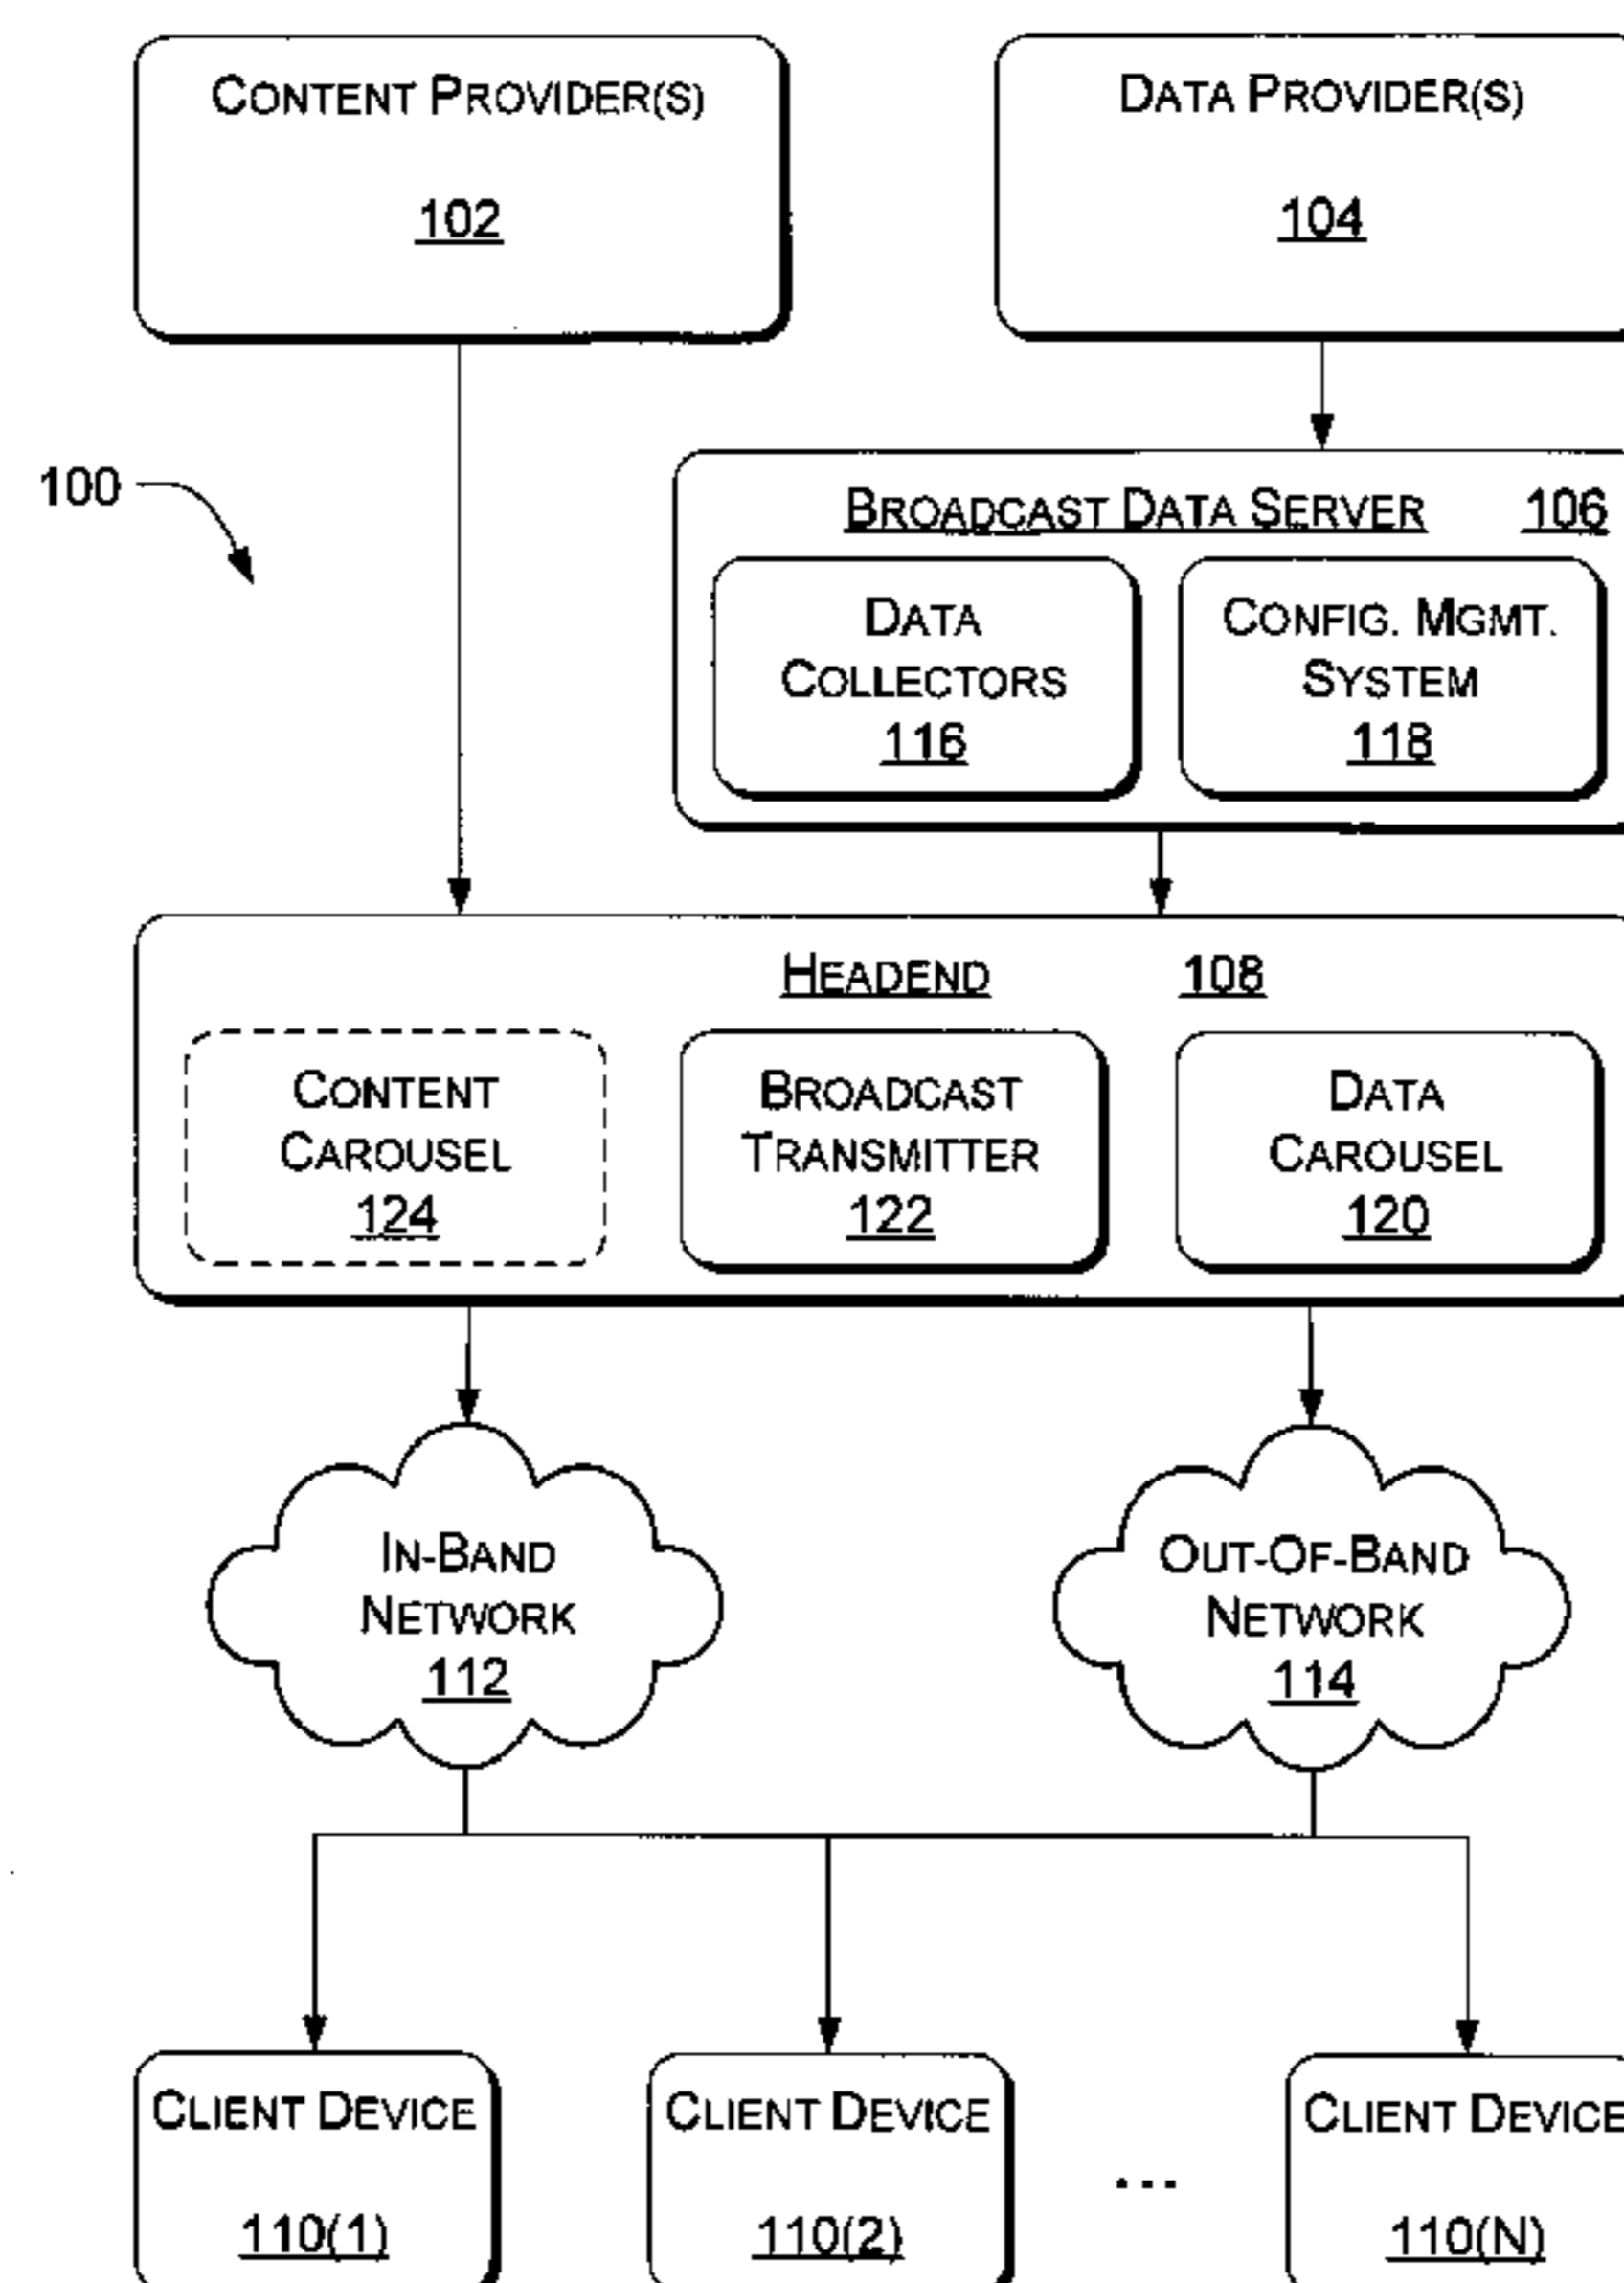 CONTENT PROVIDER(S)
102
DATA PROVIDER(S)
104
100
BROADCAST DATA SERVER 106
DATA
COLLECTORS
116
CONFIG. MGMT.
SYSTEM
118
HEADEND 108
CONTENT
CAROUSEL
124
BROADCAST
TRANSMITTER
122
DATA
CAROUSEL
120
IN-BAND
NETWORK
112
OUT-OF-BAND
NETWORK
114
CLIENT DEVICE
110(1)
CLIENT DEVICE
110(2)
...
CLIENT DEVICE
110(N)